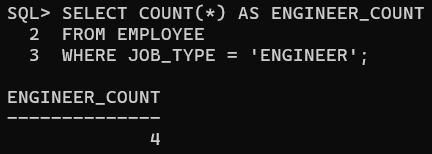 SQL> SELECT COUNT(*) AS ENGINEER_COUNT
2 FROM EMPLOYEE
3 WHERE JOB_TYPE = 'ENGINEER';
ENGINEER_COUNT
--------------
4